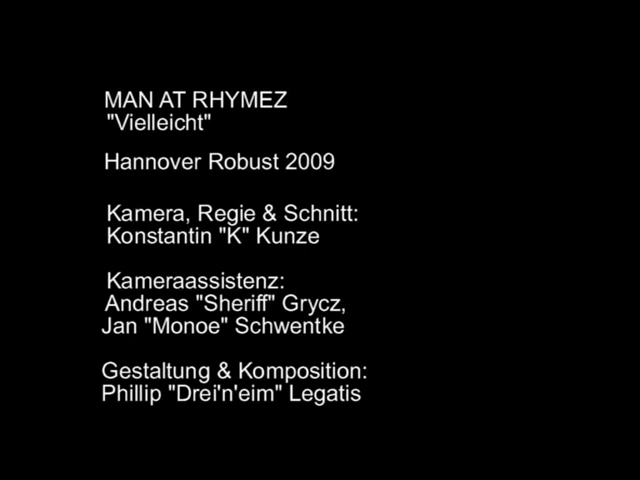 MAN AT RHYMEZ
"Vielleicht"
Hannover Robust 2009
Kamera, Regie & Schnitt:
Konstantin "K" Kunze
Kameraassistenz:
Andreas "Sheriff" Grycz,
Jan "Monoe" Schwentke
Gestaltung & Komposition:
Phillip "Drei'n'eim" Legatis